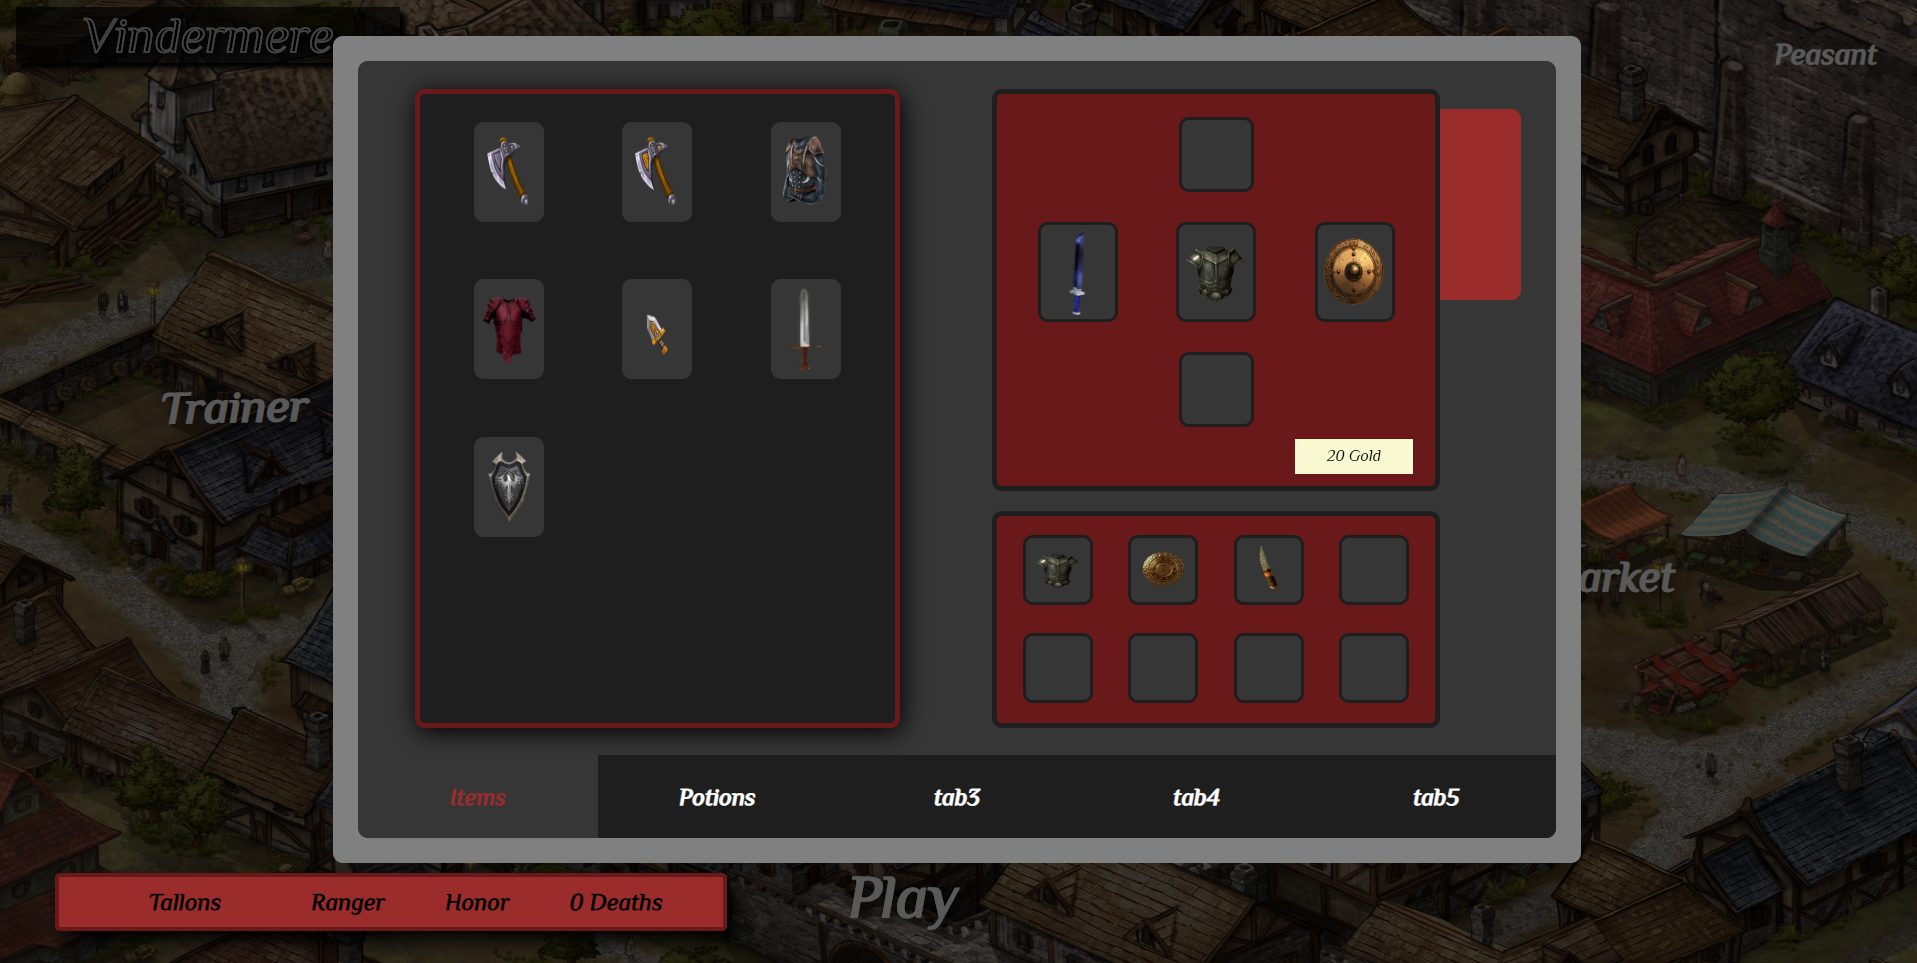 Vindermere
Peasant
Trainer
20 Gold
arket
Items
Potions
tab3
tab4
tab5
Tallons
Ranger
Honor
0 Deaths
Play